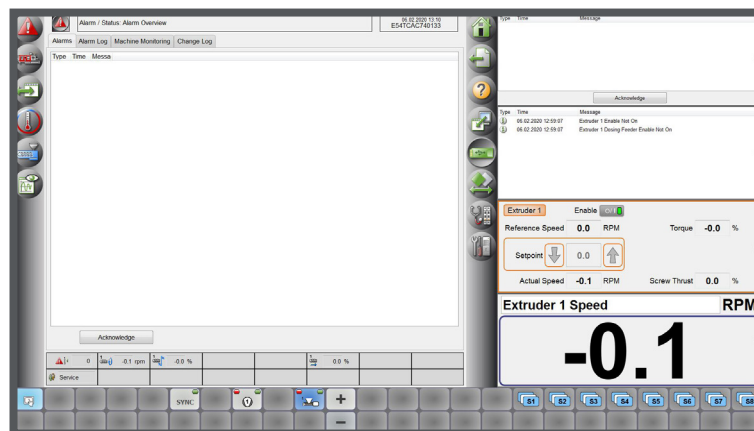 Alarm / Status: Alarm Overview
06.02.2020 13:10
E54TCAC740133
Alarms Alarm Log Machine Monitoring Change Log
Type Time Messa
Acknowledge
0 -0.1 rpm -0.0 % 0.0 %
Service
Type Time Message
Acknowledge
Type Time Message
06.02.2020 12:59:07 Extruder 1 Enable Not On
06.02.2020 12:59:07 Extruder 1 Dosing Feeder Enable Not On
Extruder 1 Enable 0/1
Reference Speed 0.0 RPM Torque -0.0 %
Setpoint 0.0
Actual Speed -0.1 RPM Screw Thrust 0.0 %
Extruder 1 Speed RPM
-0.1
SYNC 1 + S1 S2 S3 S4 S5 S6 S7 S8
−